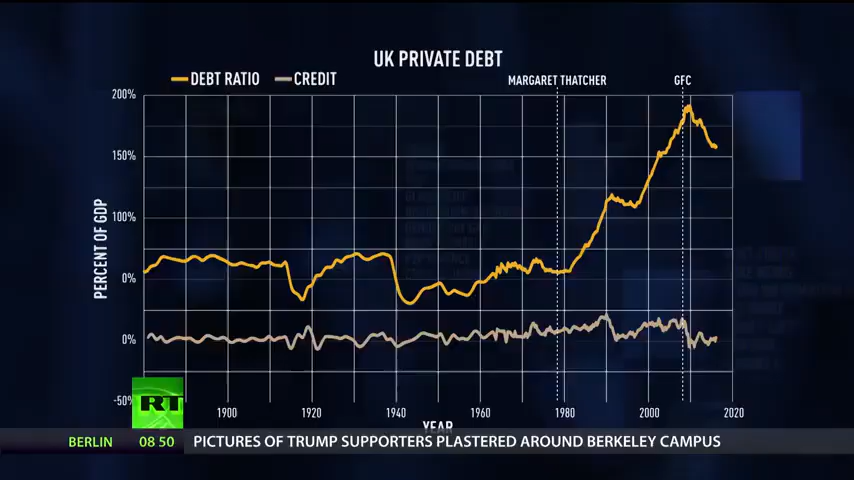 UK PRIVATE DEBT
DEBT RATIO CREDIT MARGARET THATCHER GFC
200%
150%
100%
0%
0%
-50%
PERCENT OF GDP
1900 1920 1940 1960 1980 2000 2020
YEAR
RT
BERLIN 08 50 PICTURES OF TRUMP SUPPORTERS PLASTERED AROUND BERKELEY CAMPUS